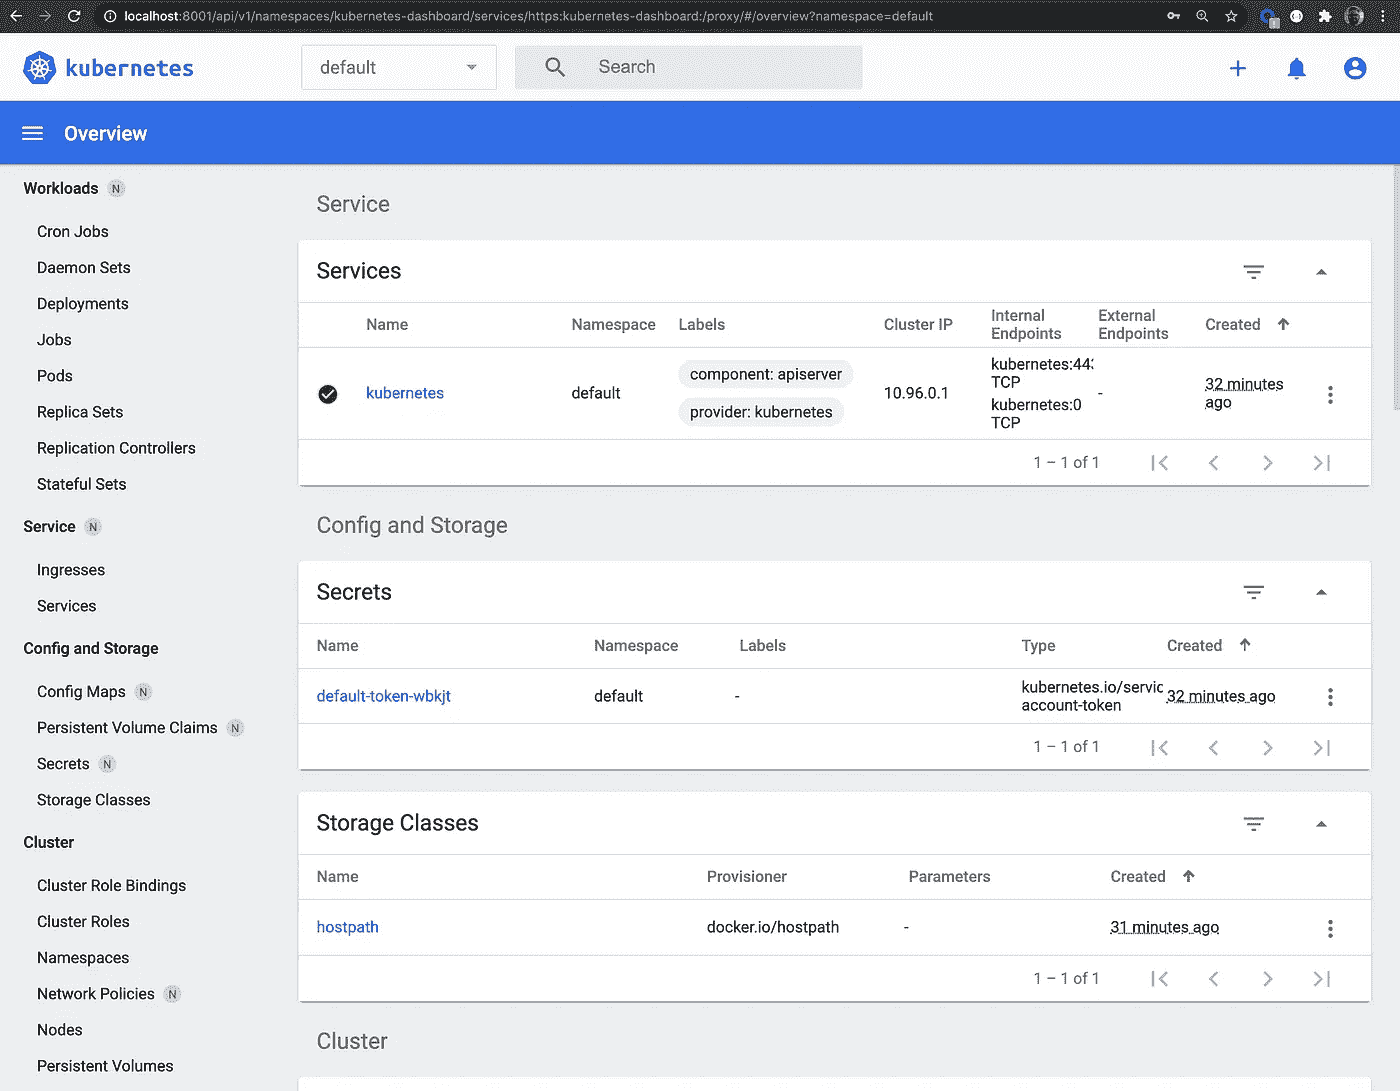 localhost:8001/api/v1/namespaces/kubernetes-dashboard/services/https:kubernetes-dashboard:/proxy/#/overview?namespace=default
kubernetes
default
Search
Overview
Workloads N
Cron Jobs
Daemon Sets
Deployments
Jobs
Pods
Replica Sets
Replication Controllers
Stateful Sets
Service N
Ingresses
Services
Config and Storage
Config Maps N
Persistent Volume Claims N
Secrets N
Storage Classes
Cluster
Cluster Role Bindings
Cluster Roles
Namespaces
Network Policies N
Nodes
Persistent Volumes
Service
Services
Name Namespace Labels Cluster IP Internal Endpoints External Endpoints Created
kubernetes default component: apiserver provider: kubernetes 10.96.0.1 kubernetes:443 TCP kubernetes:0 TCP - 32 minutes ago
1 – 1 of 1
Config and Storage
Secrets
Name Namespace Labels Type Created
default-token-wbkjt default - kubernetes.io/servic account-token 32 minutes ago
1 – 1 of 1
Storage Classes
Name Provisioner Parameters Created
hostpath docker.io/hostpath - 31 minutes ago
1 – 1 of 1
Cluster